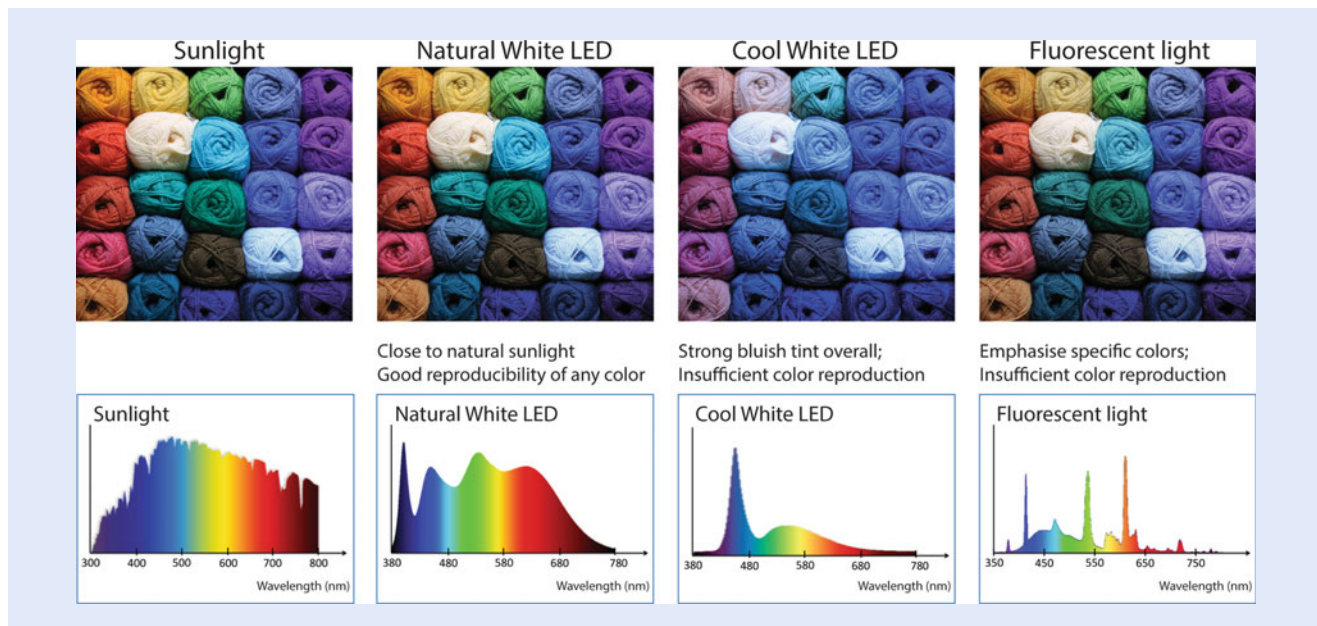 Sunlight
Natural White LED
Cool White LED
Fluorescent light
Close to natural sunlight
Good reproducibility of any color
Strong bluish tint overall;
Insufficient color reproduction
Emphasise specific colors;
Insufficient color reproduction
Sunlight
300 400 500 600 700 800
Wavelength (nm)
Natural White LED
380 480 580 680 780
Wavelength (nm)
Cool White LED
380 480 580 680 780
Wavelength (nm)
Fluorescent light
350 450 550 650 750
Wavelength (nm)